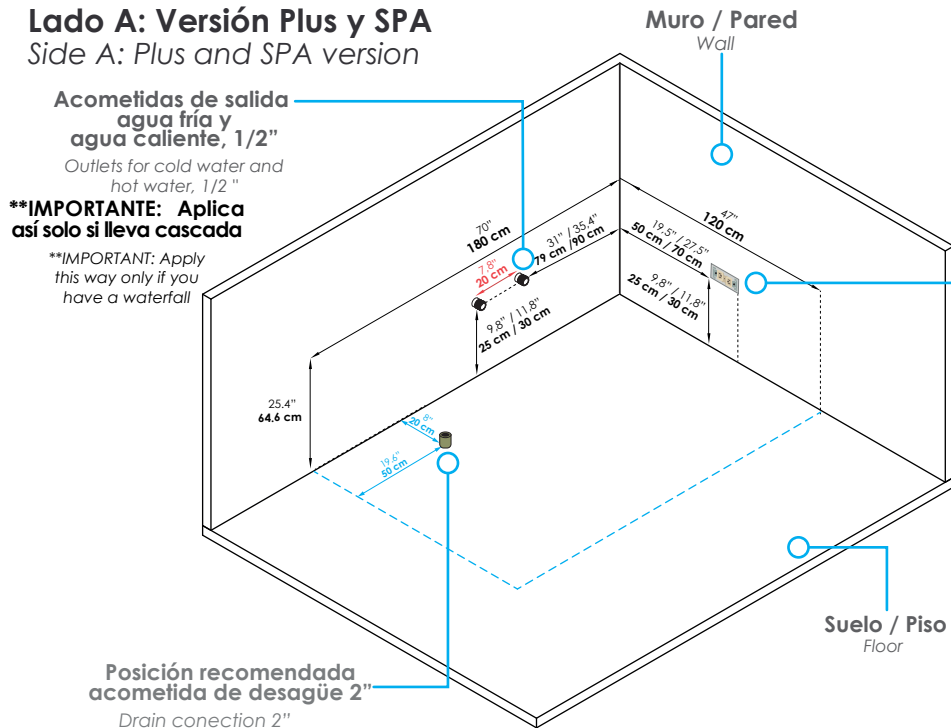 Lado A: Versión Plus y SPA
Side A: Plus and SPA version
Muro / Pared
Wall
Acometidas de salida
agua fría y
agua caliente, 1/2”
Outlets for cold water and
hot water, 1/2 "
**IMPORTANTE: Aplica
así solo si lleva cascada
**IMPORTANT: Apply
this way only if you
have a waterfall
70"
180 cm
31" / 35.4"
79 cm /90 cm
7.8"
20 cm
9.8" / 11.8"
25 cm / 30 cm
47"
120 cm
19.5" / 27.5"
50 cm / 70 cm
9.8" / 11.8"
25 cm / 30 cm
25.4"
64,6 cm
8"
20 cm
19.6"
50 cm
Suelo / Piso
Floor
Posición recomendada
acometida de desagüe 2”
Drain conection 2”